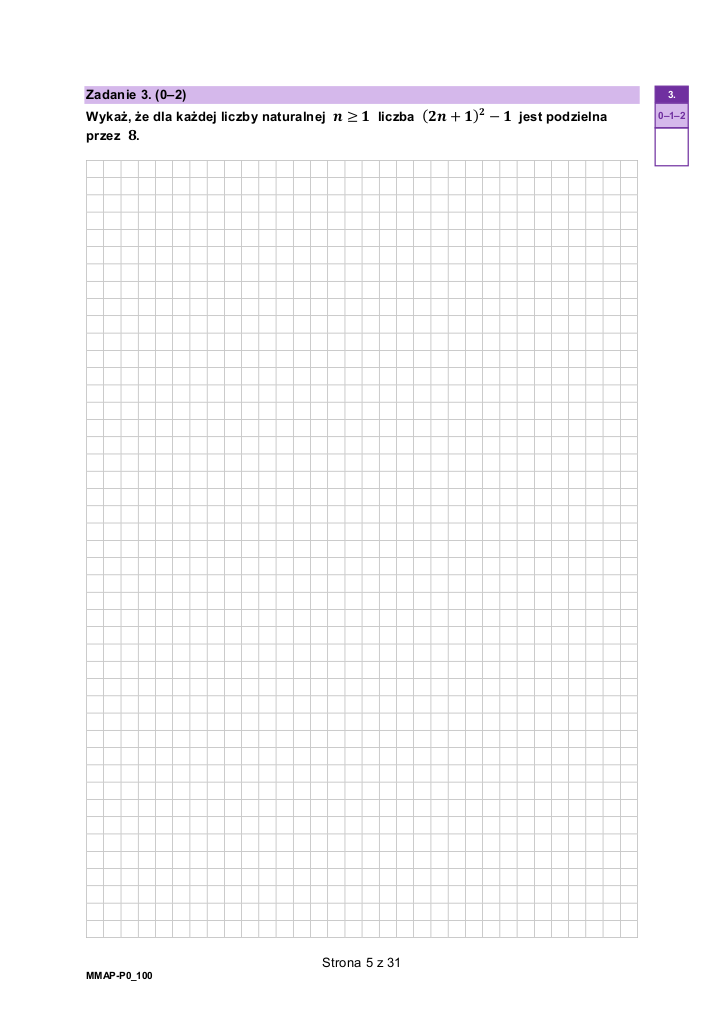 Zadanie 3. (0–2)
3.
Wykaż, że dla każdej liczby naturalnej n ≥ 1 liczba (2n + 1)² − 1 jest podzielna
0–1–2
przez 8.
Strona 5 z 31
MMAP-P0_100